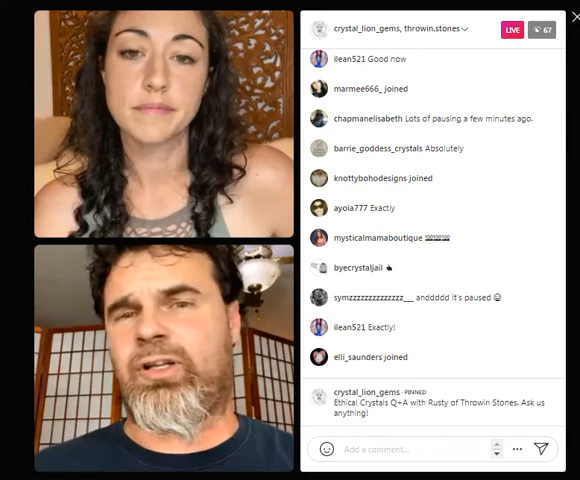 crystal_lion_gems, throwin.stones
LIVE
67
ilean521 Good now
marmee666_ joined
chapmanelisabeth Lots of pausing a few minutes ago.
barrie_goddess_crystals Absolutely
knottybohodesigns joined
ayoia777 Exactly
mysticalmamaboutique 💯💯💯
byecrystaljail
symzzzzzzzzzzzzzz___ anddddd it's paused
ilean521 Exactly!
elli_saunders joined
crystal_lion_gems · PINNED
Ethical Crystals Q+A with Rusty of Throwin Stones. Ask us
anything!
Add a comment...